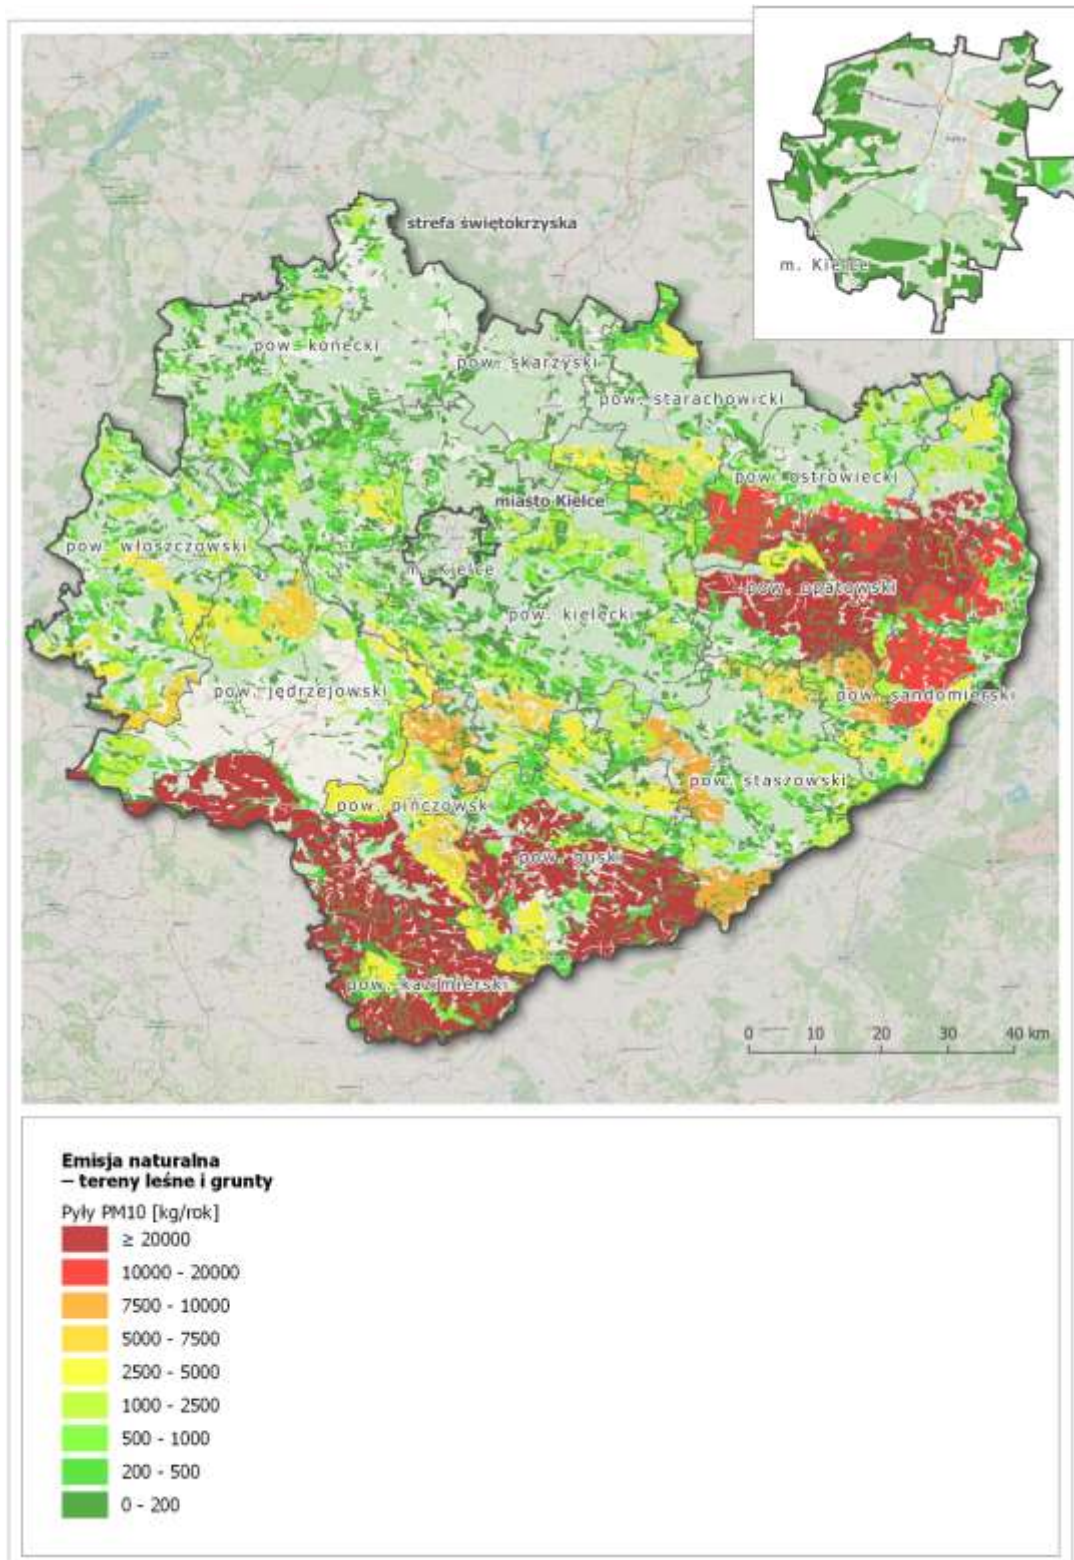 strefa świętokrzyska
m. Kielce
pow. konecki
pow. skarżyski
pow. starachowicki
pow. ostrowiecki
miasto Kielce
pow. włoszczowski
m. Kielce
pow. opatowski
pow. kielecki
pow. jędrzejowski
pow. sandomierski
pow. staszowski
pow. pińczowsk
pow. buski
pow. kazimierski
0 10 20 30 40 km
Emisja naturalna
– tereny leśne i grunty
Pyły PM10 [kg/rok]
≥ 20000
10000 - 20000
7500 - 10000
5000 - 7500
2500 - 5000
1000 - 2500
500 - 1000
200 - 500
0 - 200